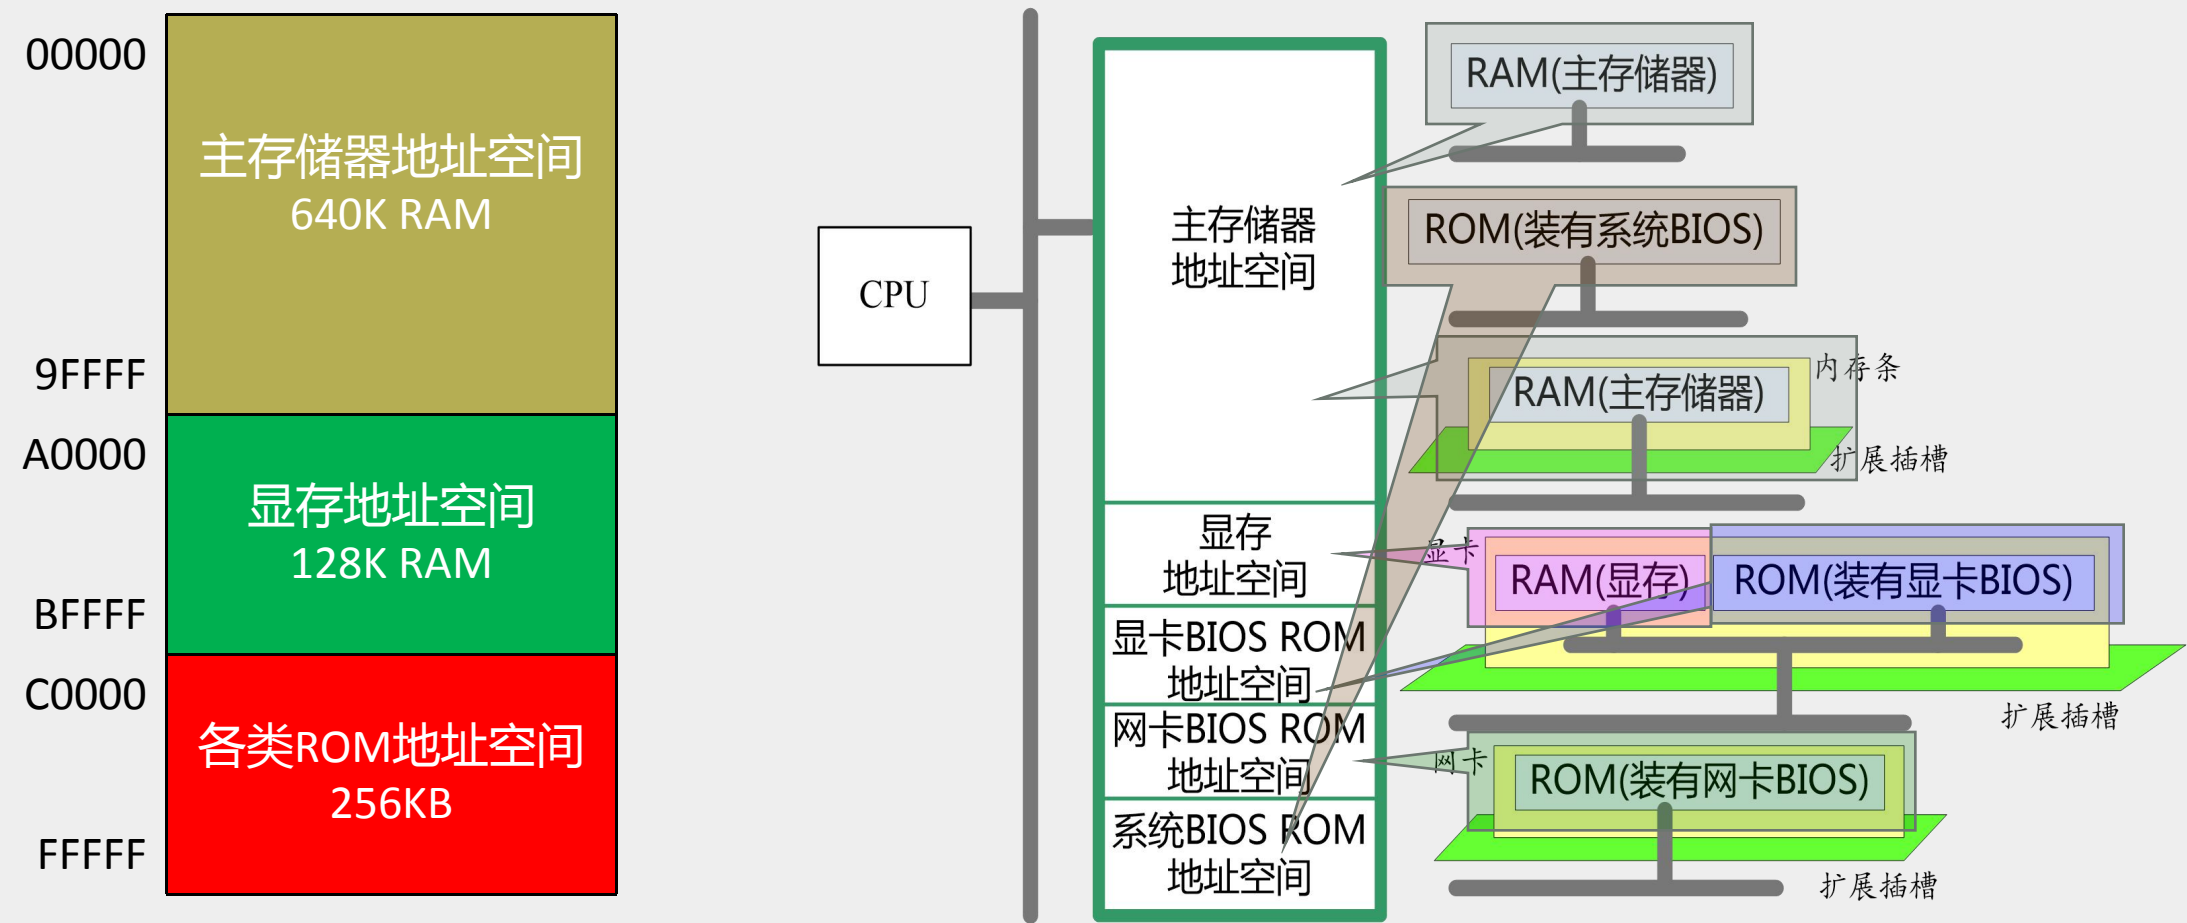 00000
主存储器地址空间
640K RAM
9FFFF
A0000
显存地址空间
128K RAM
BFFFF
C0000
各类ROM地址空间
256KB
FFFFF
CPU
主存储器
地址空间
显存
地址空间
显卡BIOS ROM
地址空间
网卡BIOS ROM
地址空间
系统BIOS ROM
地址空间
RAM(主存储器)
ROM(装有系统BIOS)
内存条
RAM(主存储器)
扩展插槽
显卡
RAM(显存)
ROM(装有显卡BIOS)
扩展插槽
网卡
ROM(装有网卡BIOS)
扩展插槽